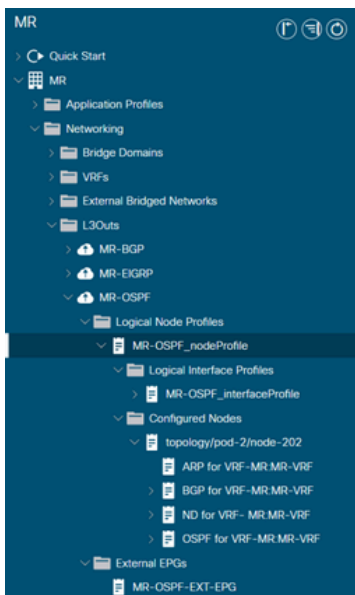 MR
Quick Start
MR
Application Profiles
Networking
Bridge Domains
VRFs
External Bridged Networks
L3Outs
MR-BGP
MR-EIGRP
MR-OSPF
Logical Node Profiles
MR-OSPF_nodeProfile
Logical Interface Profiles
MR-OSPF_interfaceProfile
Configured Nodes
topology/pod-2/node-202
ARP for VRF-MR:MR-VRF
BGP for VRF-MR:MR-VRF
ND for VRF- MR:MR-VRF
OSPF for VRF-MR:MR-VRF
External EPGs
MR-OSPF-EXT-EPG